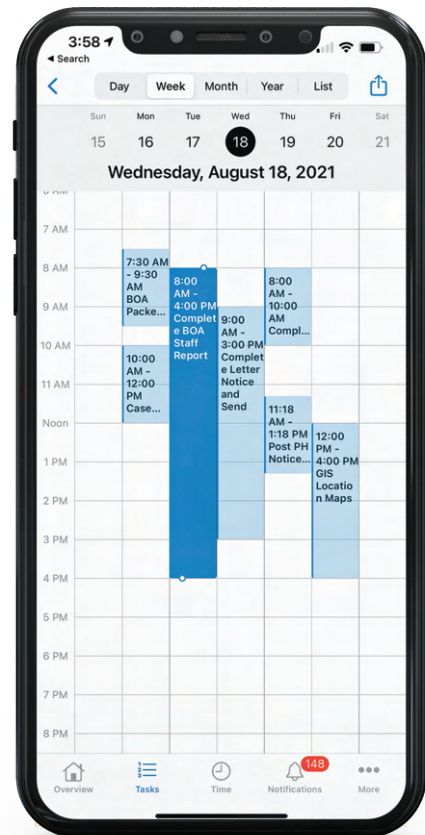 3:58
Search
Day Week Month Year List
Sun Mon Tue Wed Thu Fri Sat
15 16 17 18 19 20 21
Wednesday, August 18, 2021
7 AM
8 AM
9 AM
10 AM
11 AM
Noon
1 PM
2 PM
3 PM
4 PM
5 PM
6 PM
7 PM
8 PM
7:30 AM
- 9:30
AM
BOA
Packe...
10:00
AM -
12:00
PM
Case...
8:00
AM -
4:00 PM
Complet
e BOA
Staff
Report
9:00
AM -
3:00 PM
Complet
e Letter
Notice
and
Send
8:00
AM -
10:00
AM
Compl...
11:18
AM -
1:18 PM
Post PH
Notice...
12:00
PM -
4:00 PM
GIS
Locatio
n Maps
148
Overview Tasks Time Notifications More